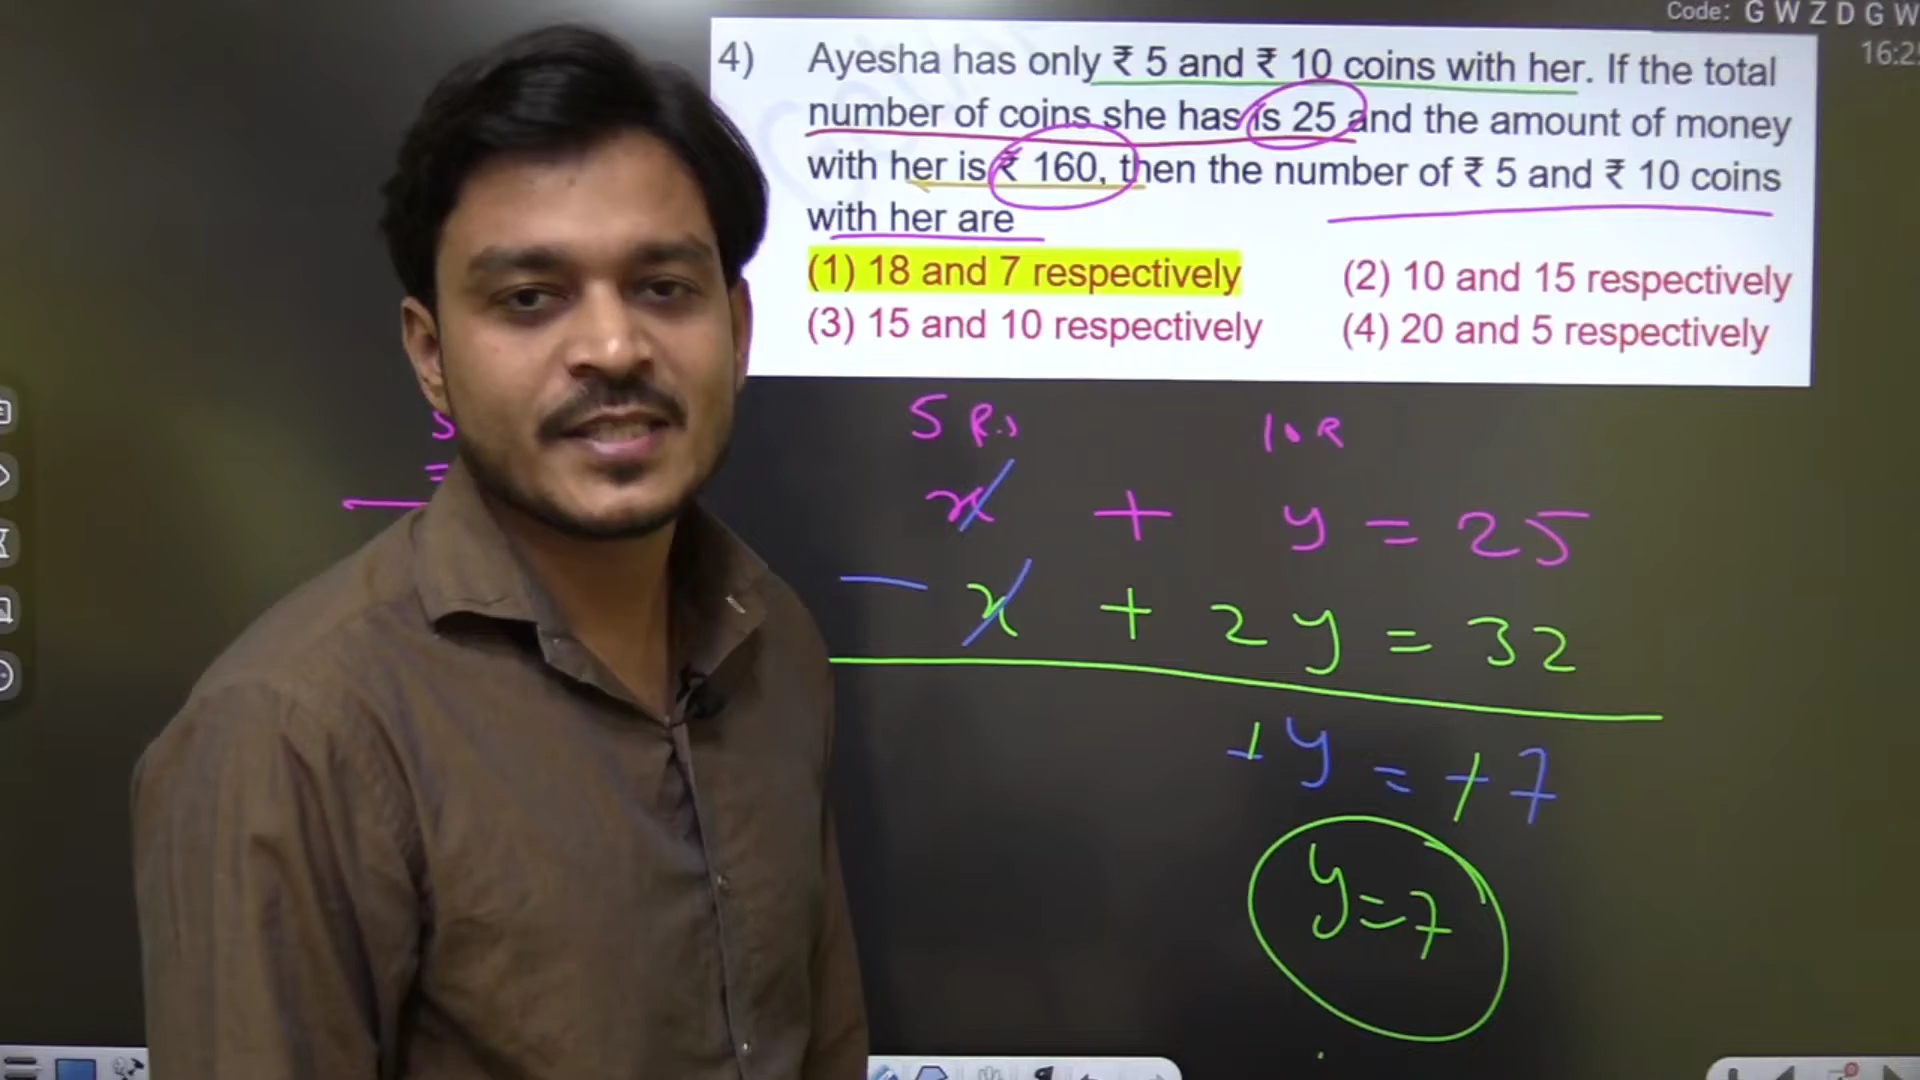 Code: G W Z D G W
16:2
4) Ayesha has only ₹ 5 and ₹ 10 coins with her. If the total
number of coins she has is 25 and the amount of money
with her is ₹ 160, then the number of ₹ 5 and ₹ 10 coins
with her are
(1) 18 and 7 respectively (2) 10 and 15 respectively
(3) 15 and 10 respectively (4) 20 and 5 respectively
5 Rs 10 R
x + y = 25
- x + 2y = 32
+y = +7
y=7